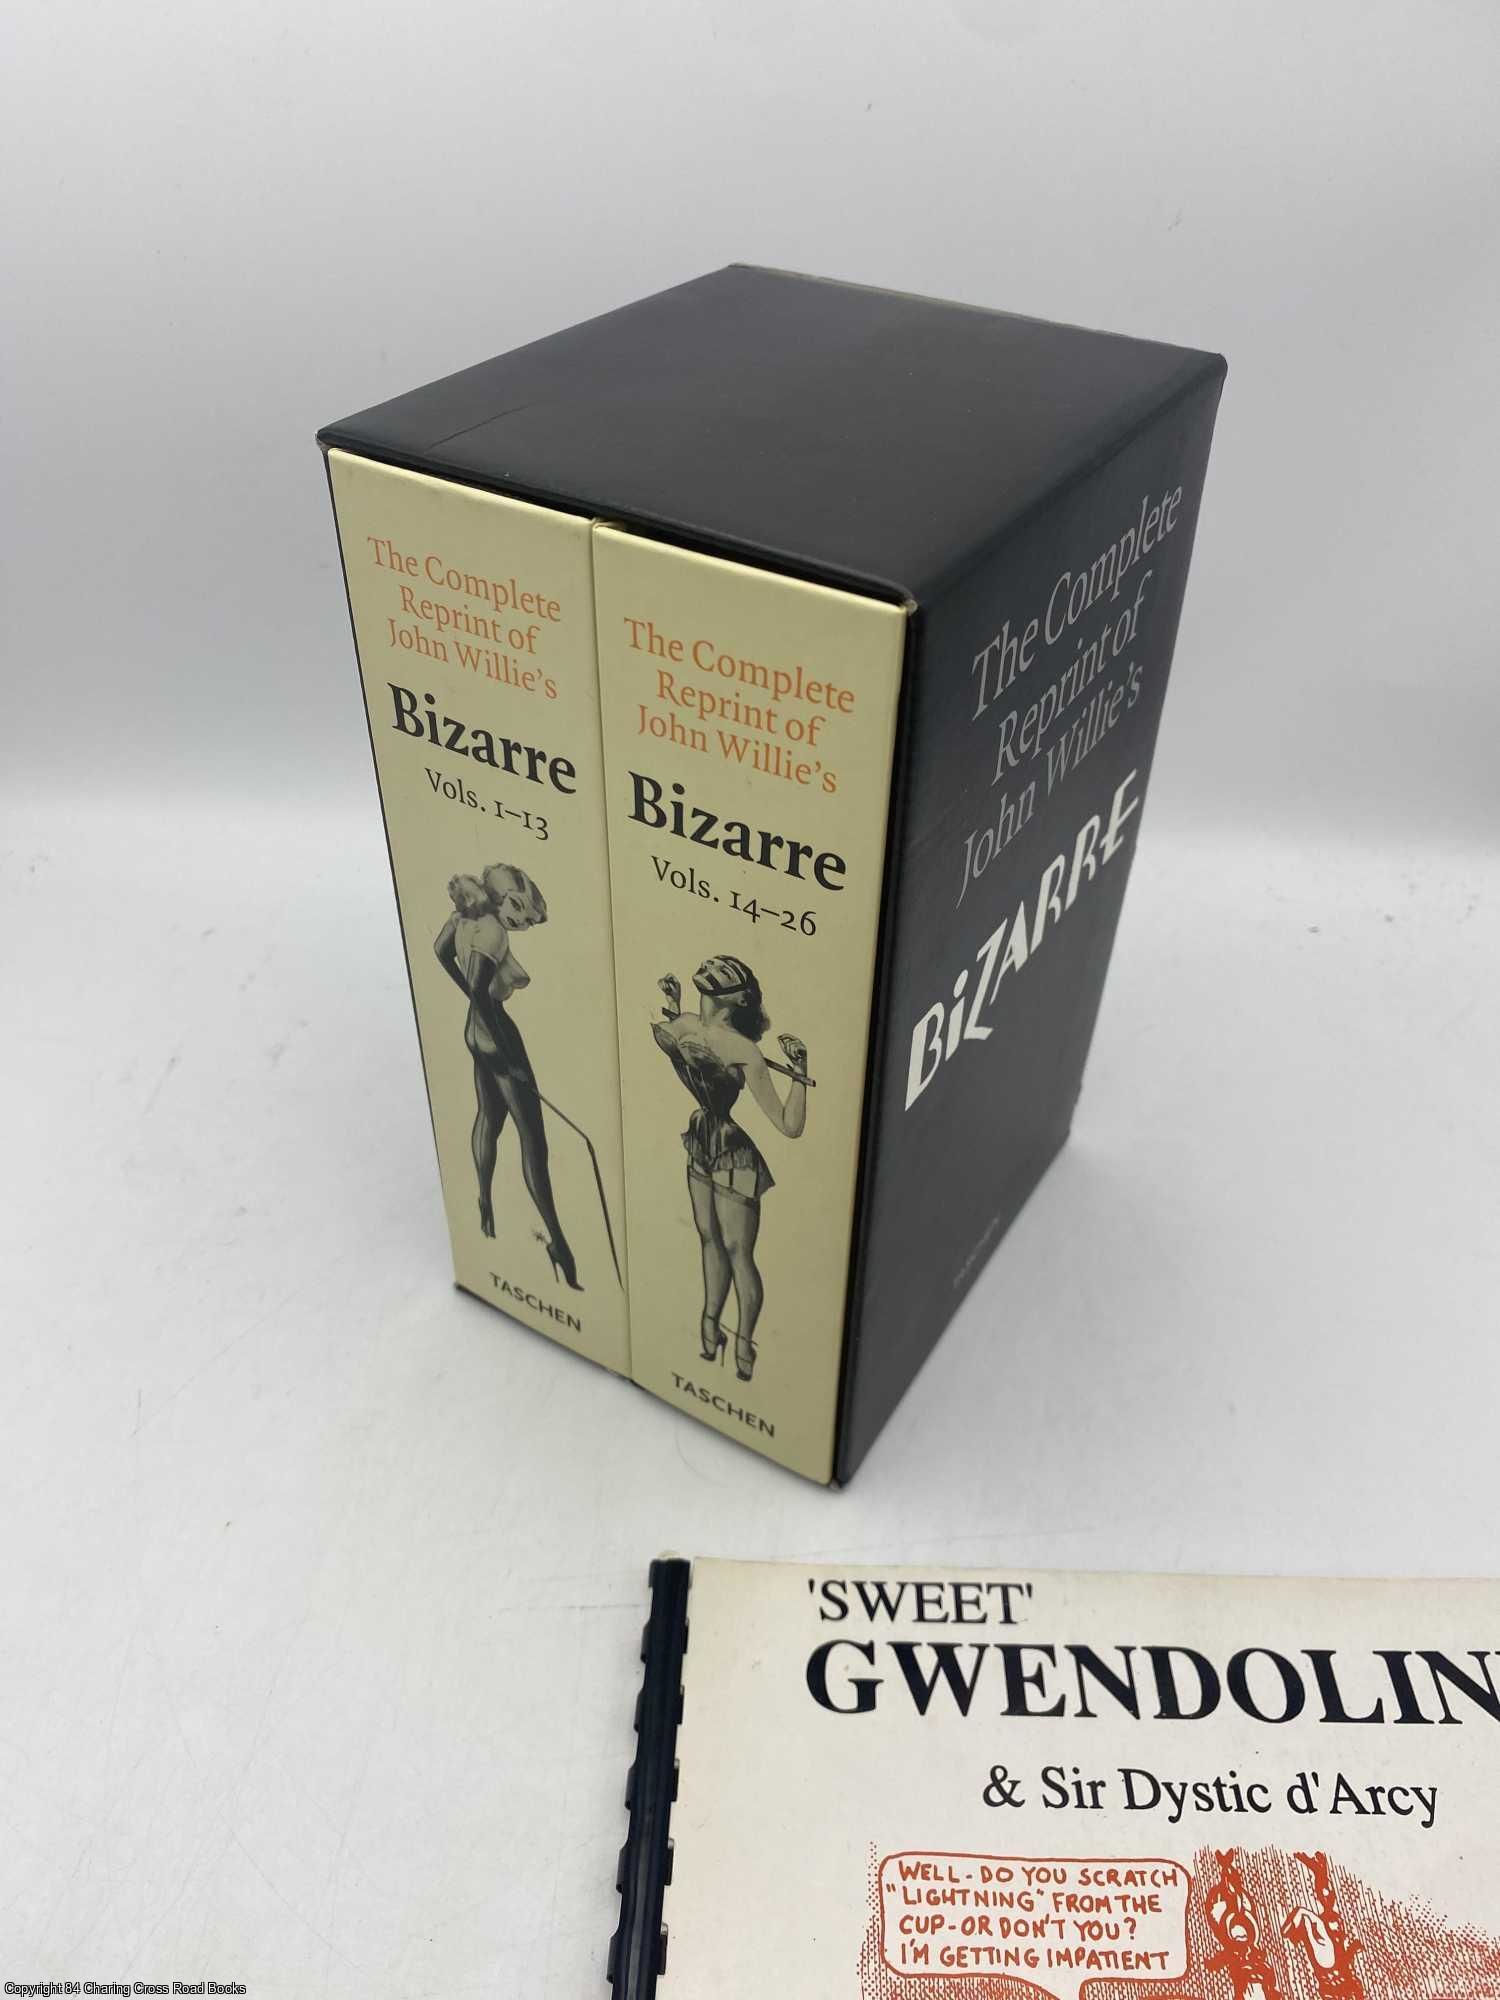 The Complete
Reprint of
John Willie's
Bizarre
Vols. 1–13
TASCHEN
The Complete
Reprint of
John Willie's
Bizarre
Vols. 14–26
TASCHEN
The Complete
Reprint of
John Willie's
BiZARRE
TASCHEN
'SWEET'
GWENDOLIN
& Sir Dystic d'Arcy
WELL - DO YOU SCRATCH
"LIGHTNING" FROM THE
CUP - OR DON'T YOU?
I'M GETTING IMPATIENT
Copyright 84 Charing Cross Road Books